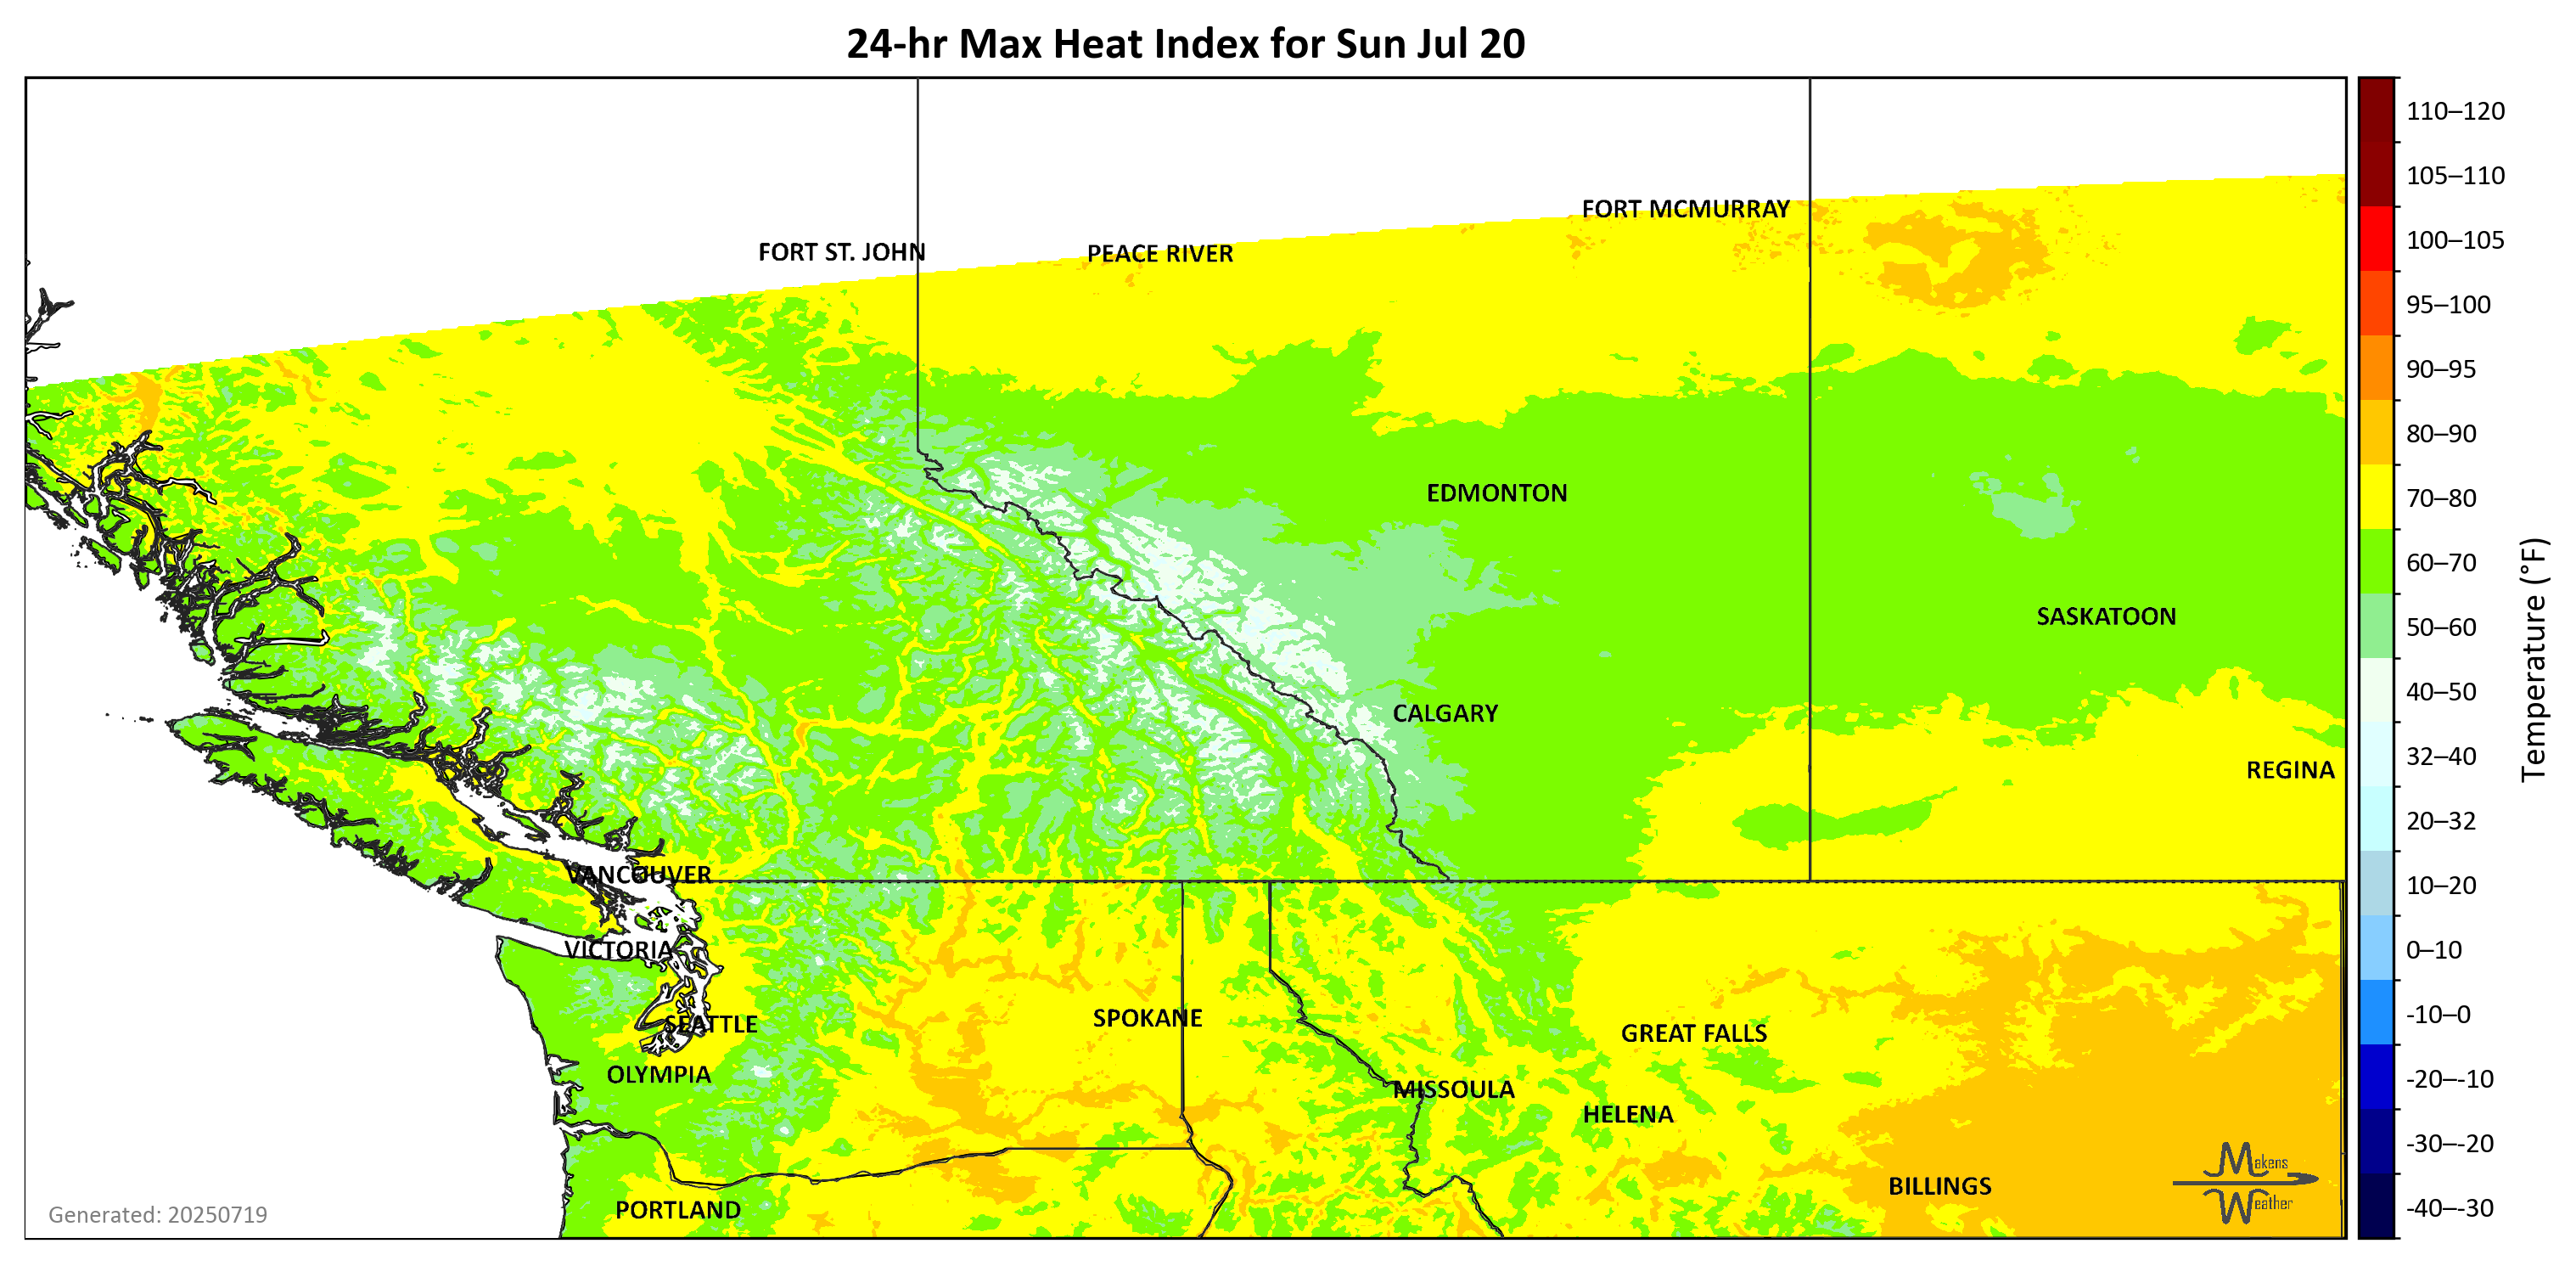 24-hr Max Heat Index for Sun Jul 20
FORT MCMURRAY
FORT ST. JOHN
PEACE RIVER
EDMONTON
SASKATOON
CALGARY
REGINA
VANCOUVER
VICTORIA
SPOKANE
SEATTLE
GREAT FALLS
OLYMPIA
MISSOULA
HELENA
BILLINGS
PORTLAND
Makens
Weather
Generated: 20250719
110–120
105–110
100–105
95–100
90–95
80–90
70–80
60–70
50–60
40–50
32–40
20–32
10–20
0–10
-10–0
-20–-10
-30–-20
-40–-30
Temperature (°F)